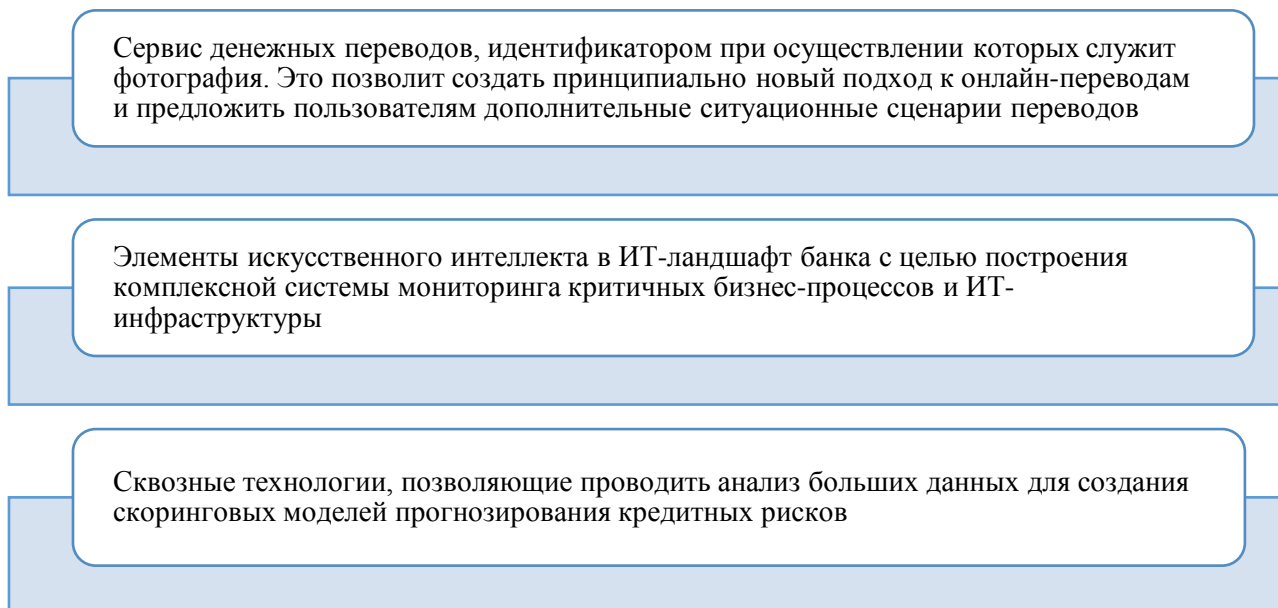 Сервис денежных переводов, идентификатором при осуществлении которых служит
фотография. Это позволит создать принципиально новый подход к онлайн-переводам
и предложить пользователям дополнительные ситуационные сценарии переводов
Элементы искусственного интеллекта в ИТ-ландшафт банка с целью построения
комплексной системы мониторинга критичных бизнес-процессов и ИТ-
инфраструктуры
Сквозные технологии, позволяющие проводить анализ больших данных для создания
скоринговых моделей прогнозирования кредитных рисков